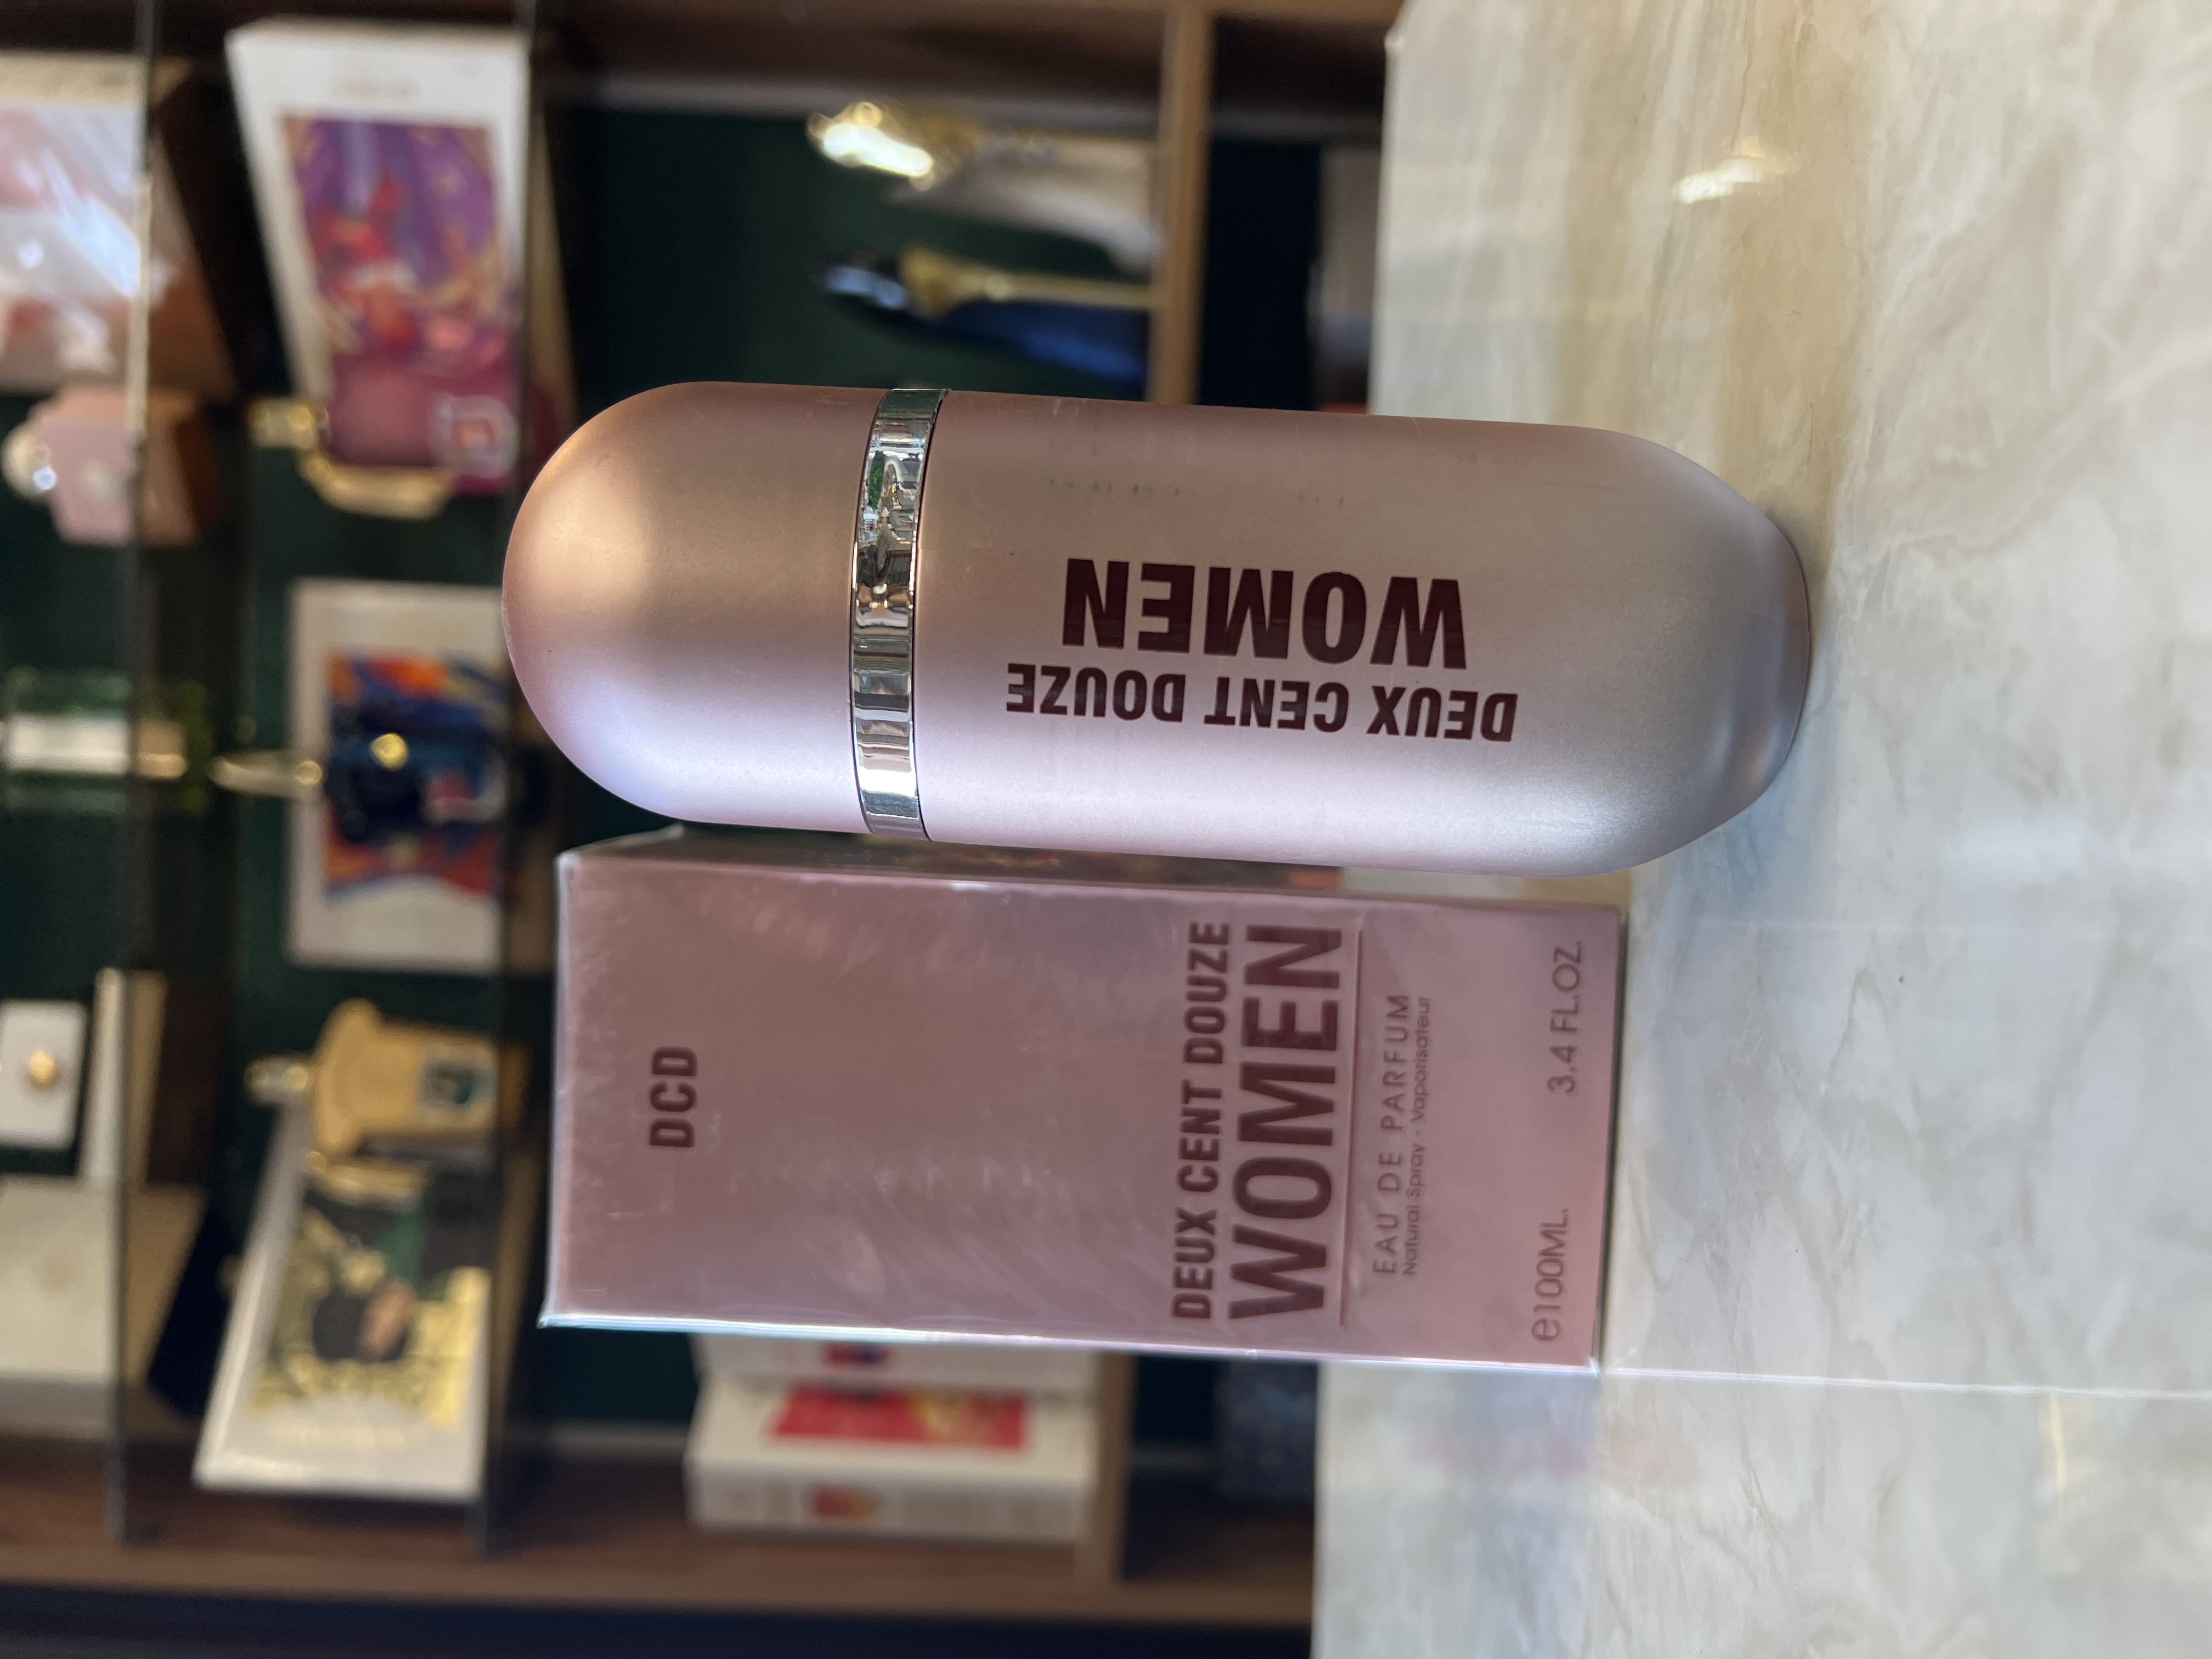 DCD
DEUX CENT DOUZE
WOMEN
EAU DE PARFUM
Natural Spray - Vaporisateur
e100ML. 3.4 FL.OZ.
DEUX CENT DOUZE
WOMEN